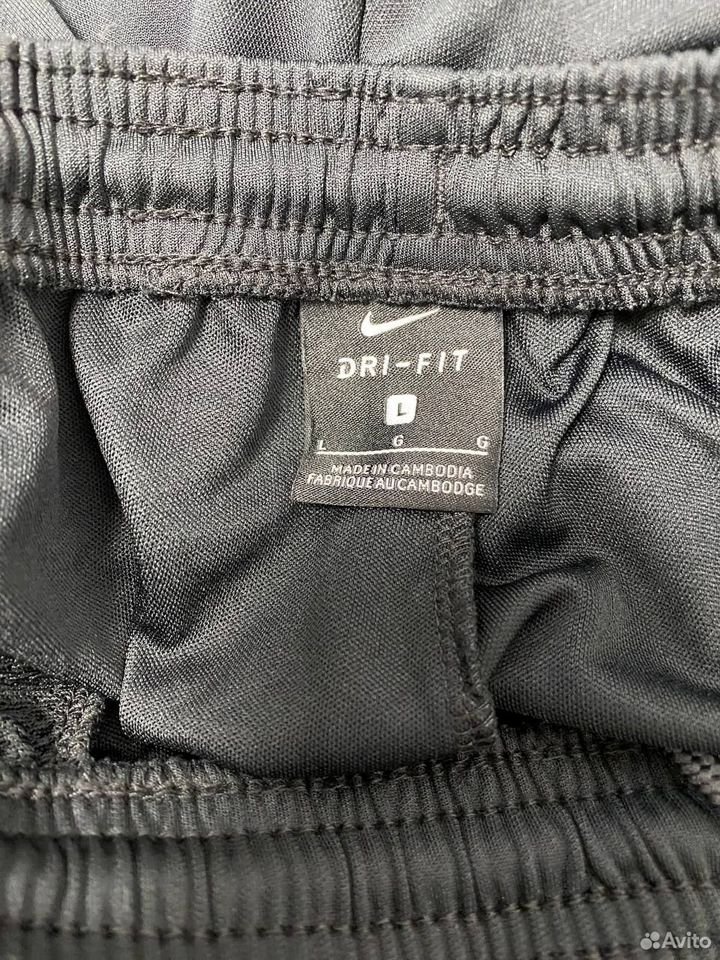 DRI-FIT
L
L G G
MADE IN CAMBODIA
FABRIQUE AU CAMBODGE
Avito